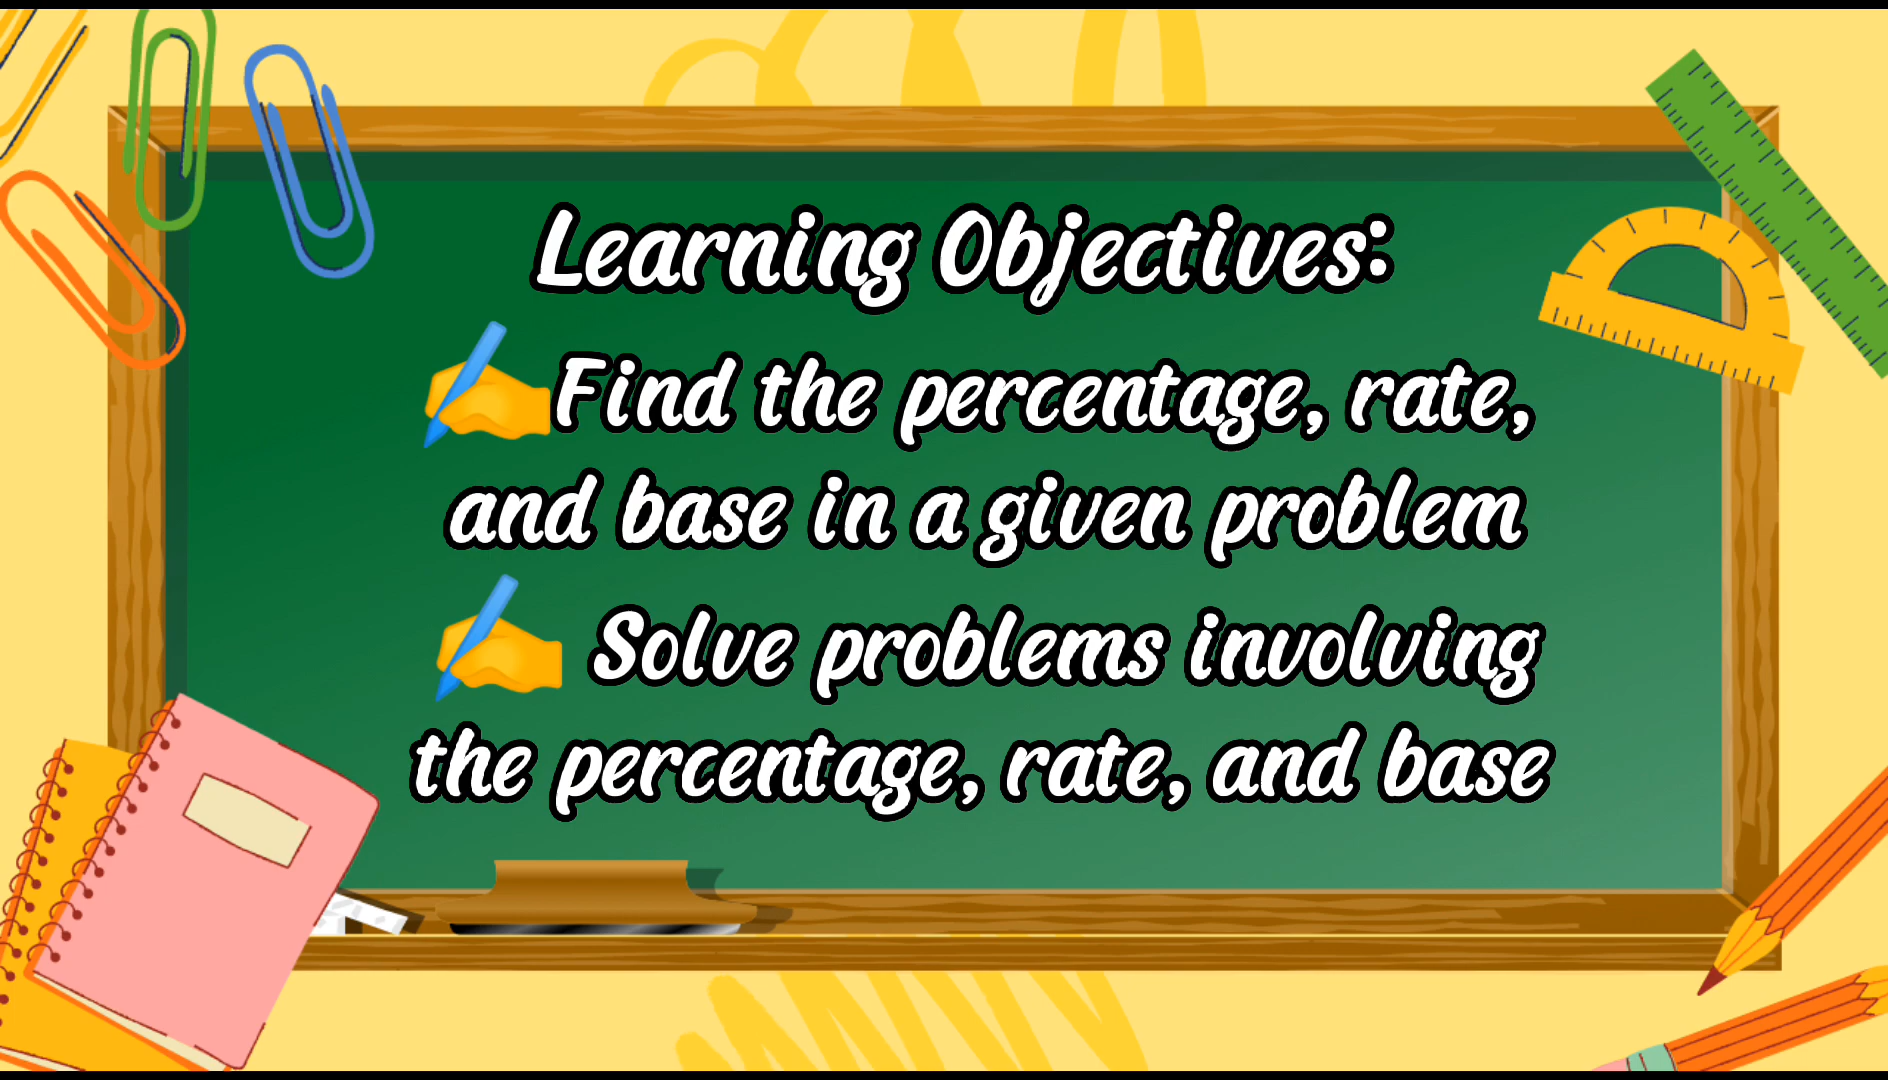 Learning Objectives:
✍Find the percentage, rate,
and base in a given problem
✍ Solve problems involving
the percentage, rate, and base